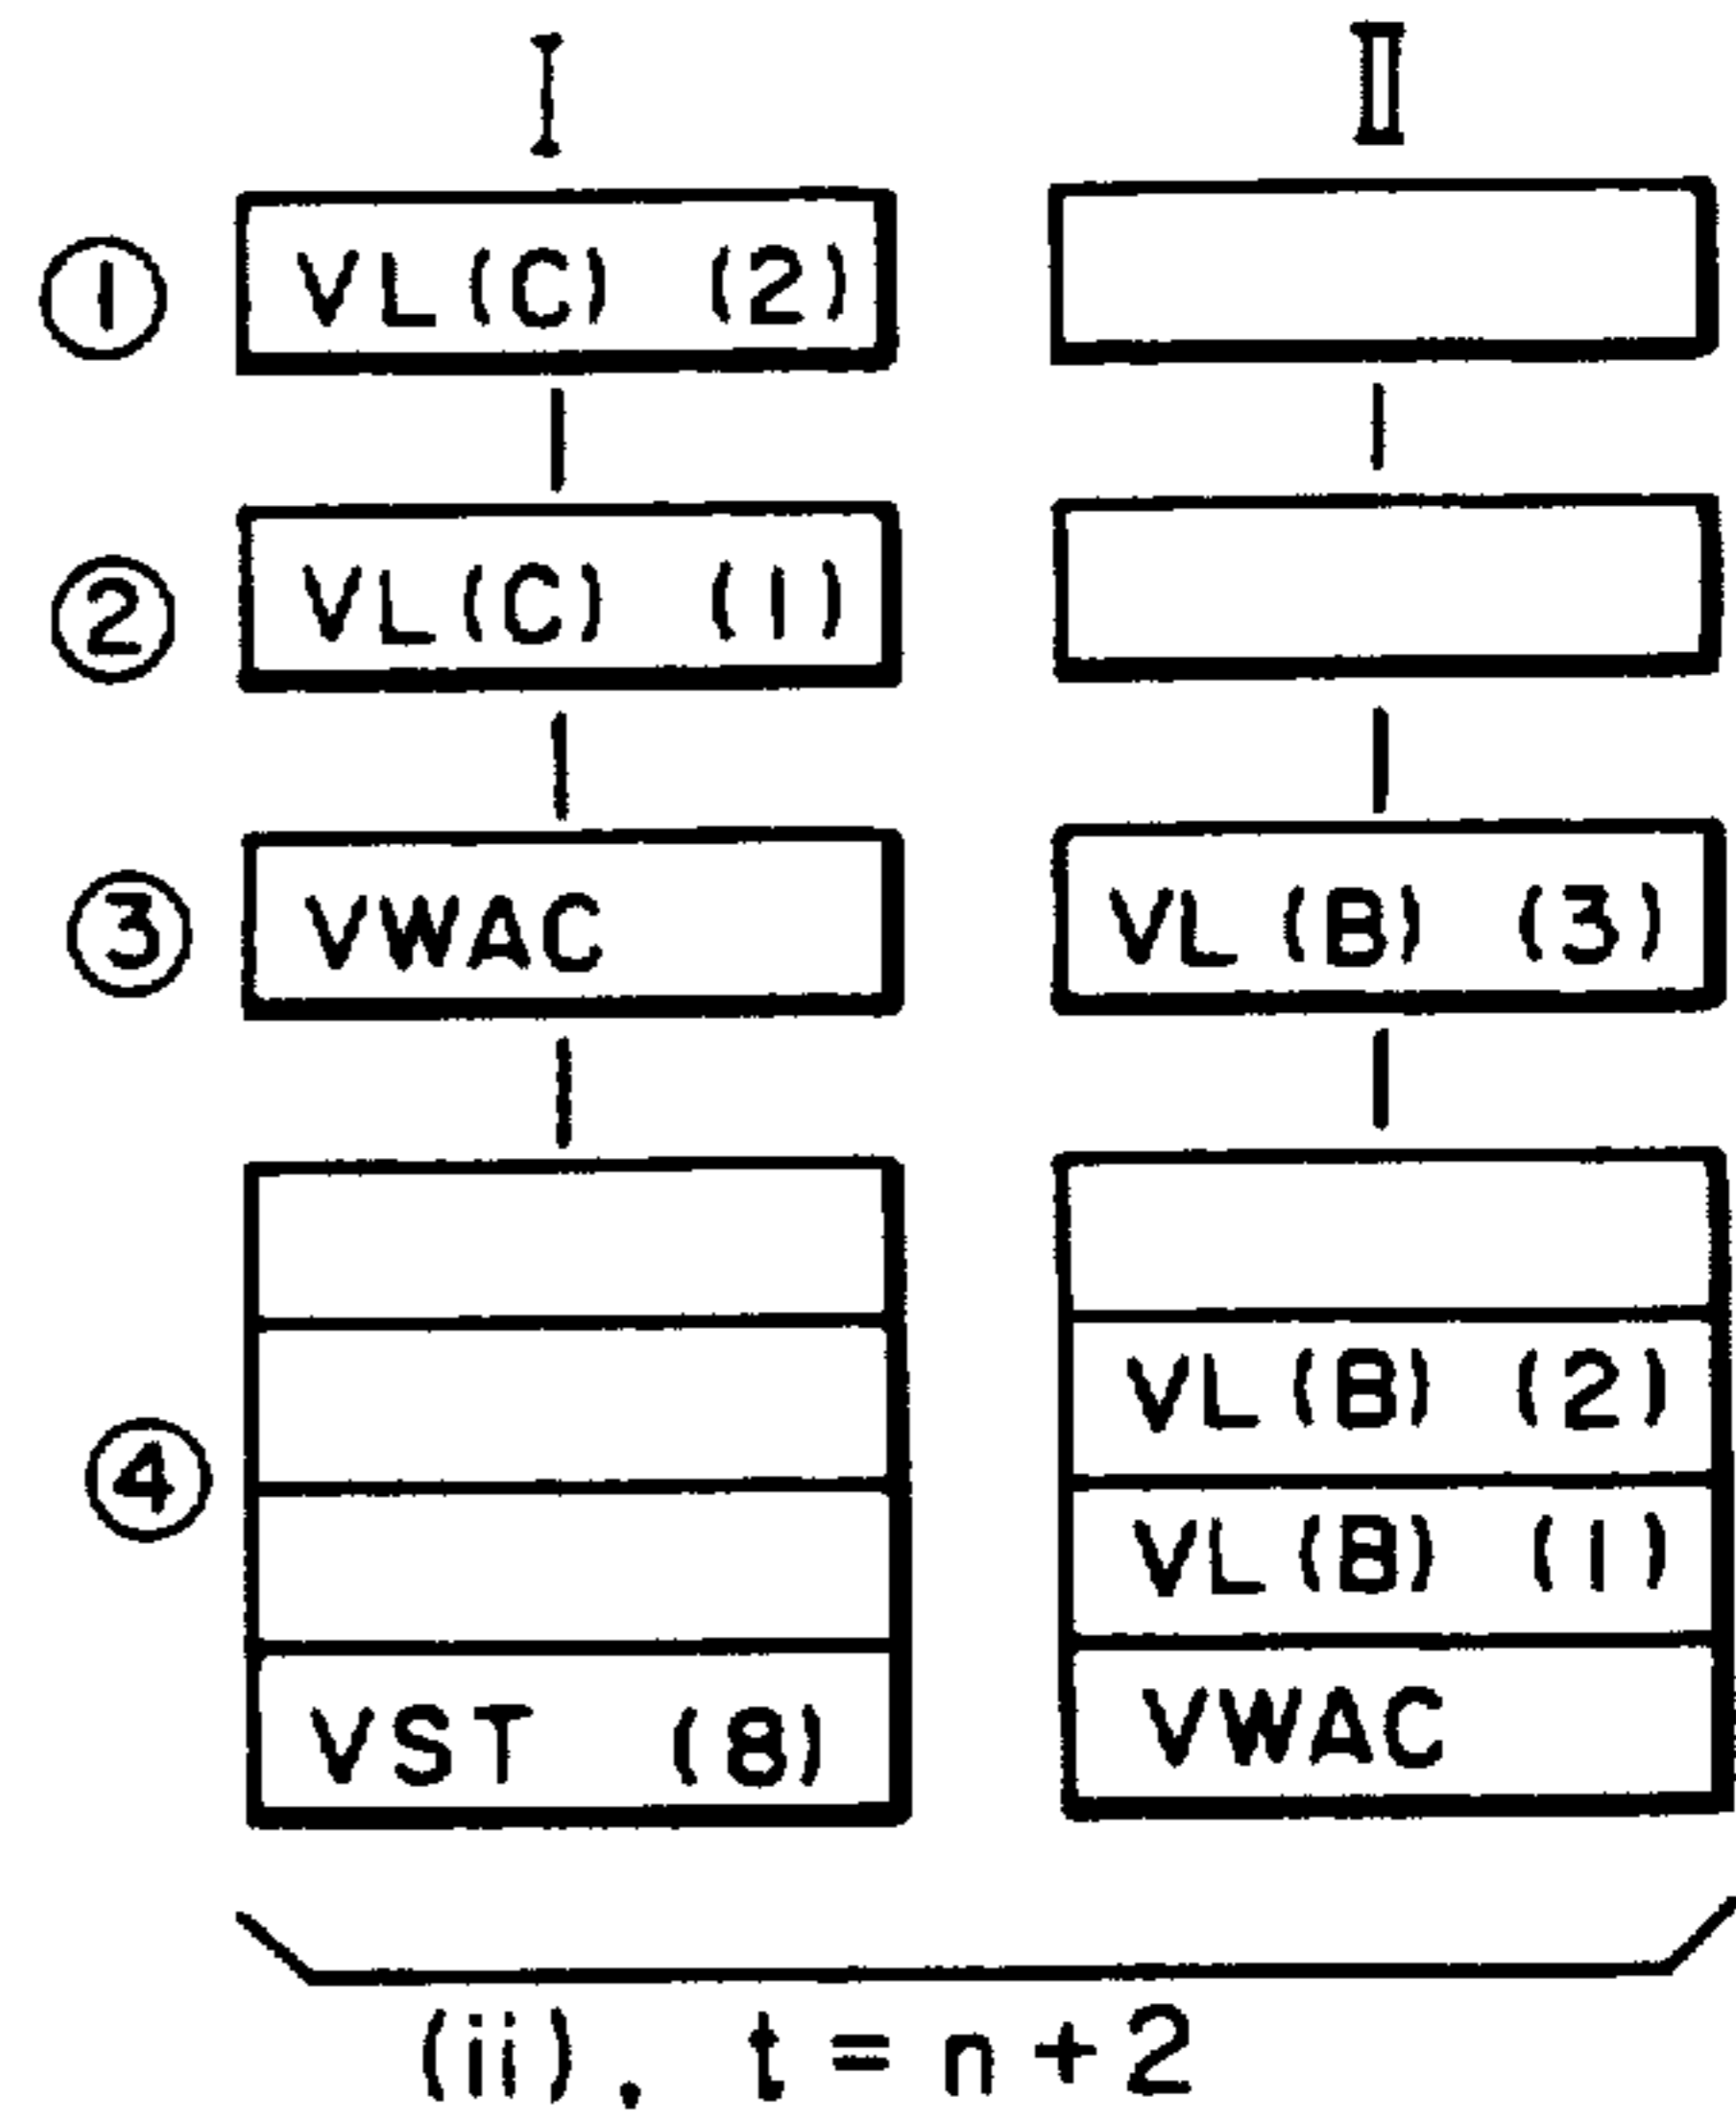 I II
① VL(C) (2)
② VL(C) (1)
③ VWAC VL(B) (3)
④ VL(B) (2)
VL(B) (1)
VST (8) VWAC
(ii), t=n+2